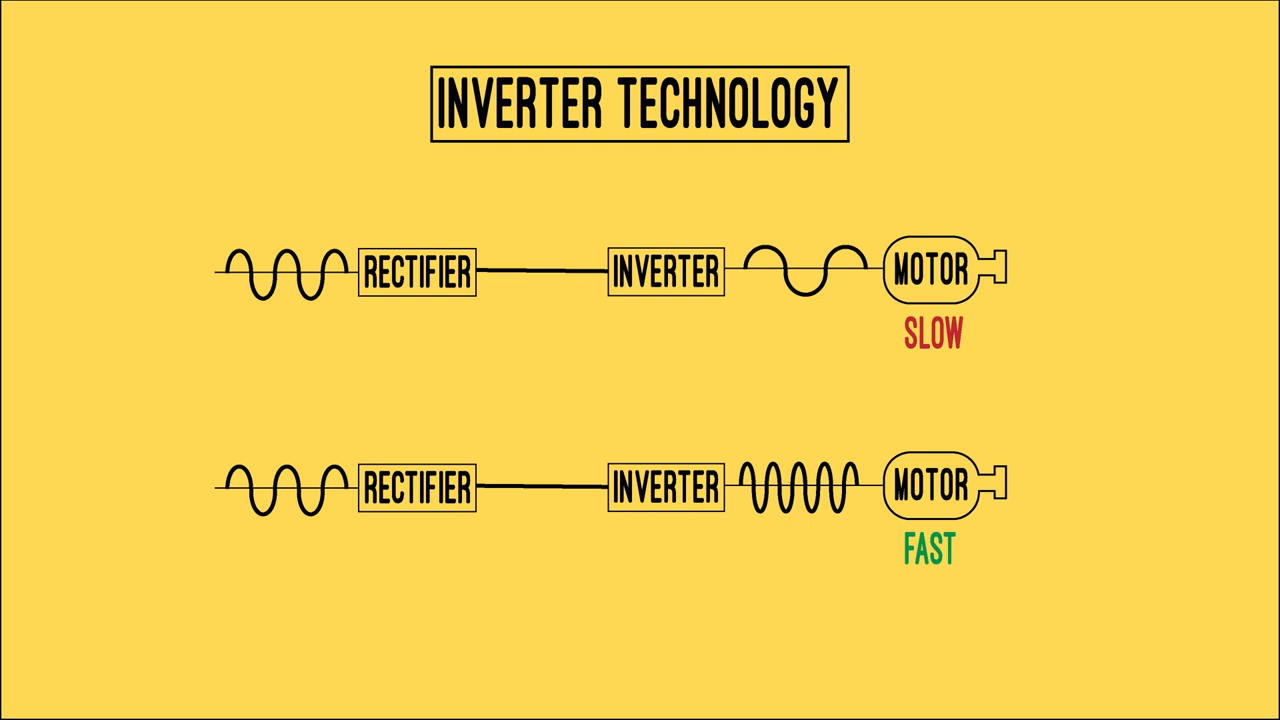 INVERTER TECHNOLOGY
RECTIFIER INVERTER MOTOR
SLOW
RECTIFIER INVERTER MOTOR
FAST